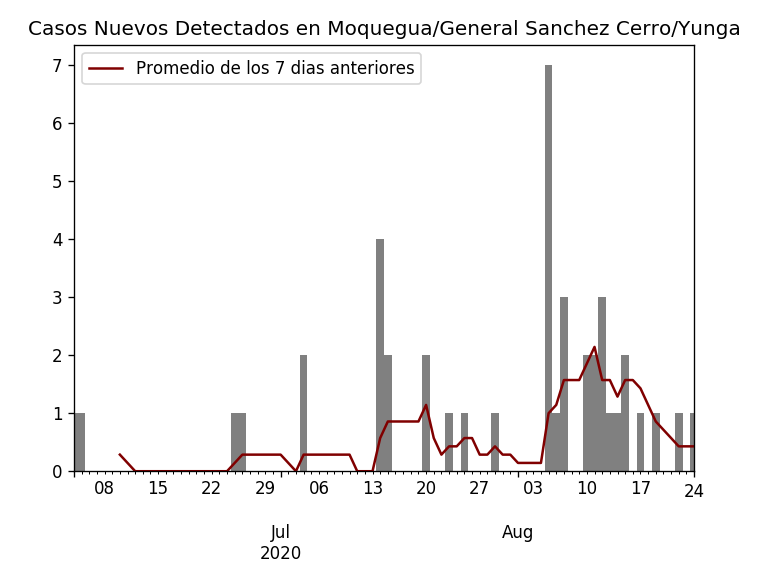 Casos Nuevos Detectados en Moquegua/General Sanchez Cerro/Yunga
Promedio de los 7 dias anteriores
7
6
5
4
3
2
1
0
08 15 22 29 06 13 20 27 03 10 17 24
Jul Aug
2020